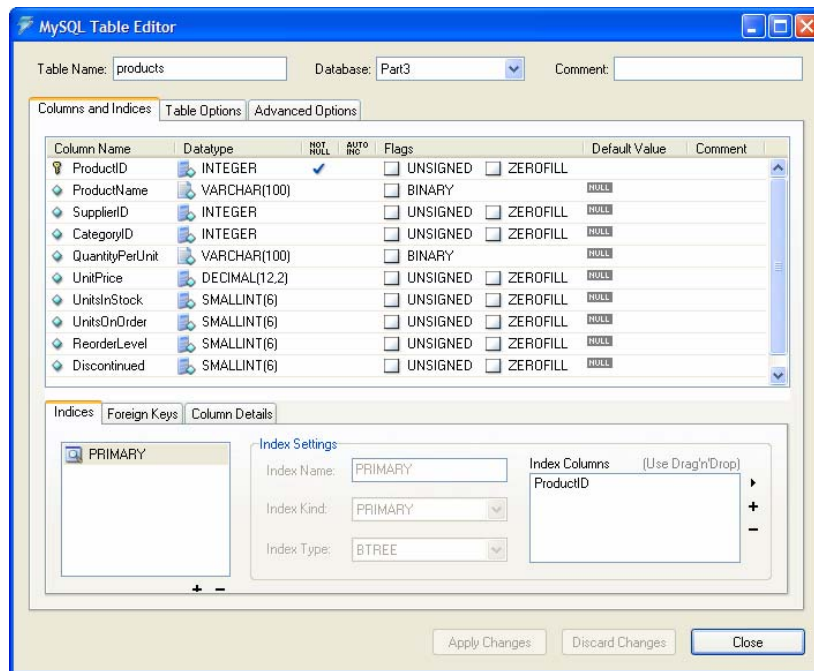 MySQL Table Editor
Table Name: products Database: Part3 Comment:
Columns and Indices Table Options Advanced Options
Column Name Datatype NOT NULL AUTO INC Flags Default Value Comment
ProductID INTEGER UNSIGNED ZEROFILL
ProductName VARCHAR(100) BINARY NULL
SupplierID INTEGER UNSIGNED ZEROFILL NULL
CategoryID INTEGER UNSIGNED ZEROFILL NULL
QuantityPerUnit VARCHAR(100) BINARY NULL
UnitPrice DECIMAL(12,2) UNSIGNED ZEROFILL NULL
UnitsInStock SMALLINT(6) UNSIGNED ZEROFILL NULL
UnitsOnOrder SMALLINT(6) UNSIGNED ZEROFILL NULL
ReorderLevel SMALLINT(6) UNSIGNED ZEROFILL NULL
Discontinued SMALLINT(6) UNSIGNED ZEROFILL NULL
Indices Foreign Keys Column Details
PRIMARY
Index Settings
Index Name: PRIMARY
Index Kind: PRIMARY
Index Type: BTREE
Index Columns (Use Drag'n'Drop)
ProductID
Apply Changes Discard Changes Close